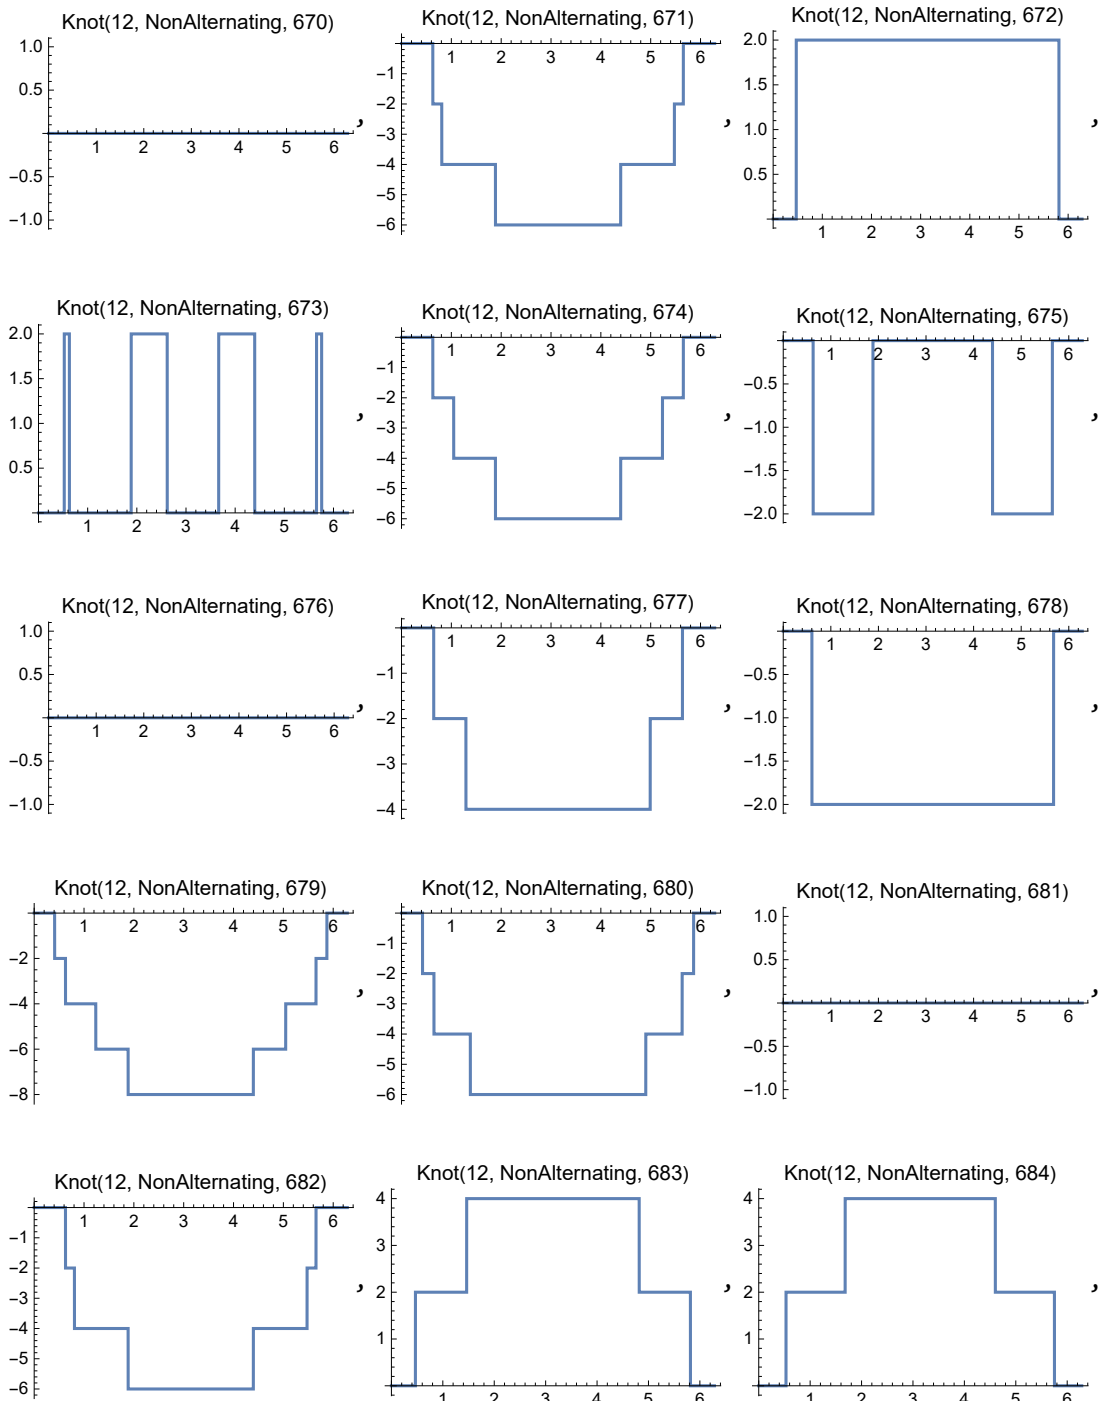 Knot(12, NonAlternating, 670)
1.0
0.5
1 2 3 4 5 6
−0.5
−1.0
,
Knot(12, NonAlternating, 671)
1 2 3 4 5 6
−1
−2
−3
−4
−5
−6
,
Knot(12, NonAlternating, 672)
2.0
1.5
1.0
0.5
1 2 3 4 5 6
,
Knot(12, NonAlternating, 673)
2.0
1.5
1.0
0.5
1 2 3 4 5 6
,
Knot(12, NonAlternating, 674)
1 2 3 4 5 6
−1
−2
−3
−4
−5
−6
,
Knot(12, NonAlternating, 675)
1 2 3 4 5 6
−0.5
−1.0
−1.5
−2.0
,
Knot(12, NonAlternating, 676)
1.0
0.5
1 2 3 4 5 6
−0.5
−1.0
,
Knot(12, NonAlternating, 677)
1 2 3 4 5 6
−1
−2
−3
−4
,
Knot(12, NonAlternating, 678)
1 2 3 4 5 6
−0.5
−1.0
−1.5
−2.0
,
Knot(12, NonAlternating, 679)
1 2 3 4 5 6
−2
−4
−6
−8
,
Knot(12, NonAlternating, 680)
1 2 3 4 5 6
−1
−2
−3
−4
−5
−6
,
Knot(12, NonAlternating, 681)
1.0
0.5
1 2 3 4 5 6
−0.5
−1.0
,
Knot(12, NonAlternating, 682)
1 2 3 4 5 6
−1
−2
−3
−4
−5
−6
,
Knot(12, NonAlternating, 683)
4
3
2
1
1 2 3 4 5 6
,
Knot(12, NonAlternating, 684)
4
3
2
1
1 2 3 4 5 6
,